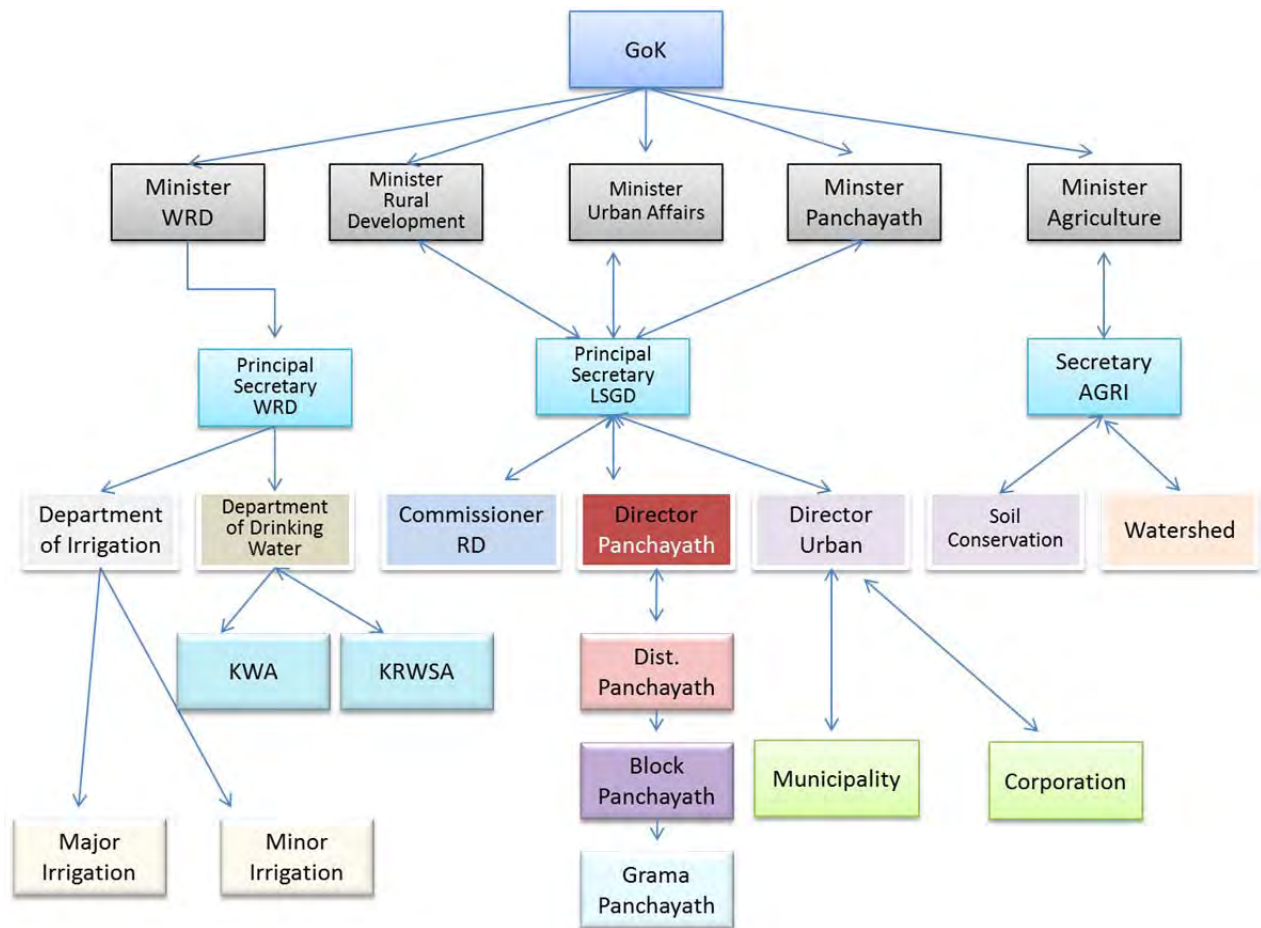 GoK
Minister
WRD
Minister
Rural
Development
Minister
Urban Affairs
Minster
Panchayath
Minister
Agriculture
Principal
Secretary
WRD
Principal
Secretary
LSGD
Secretary
AGRI
Department
of Irrigation
Department
of Drinking
Water
Commissioner
RD
Director
Panchayath
Director
Urban
Soil
Conservation
Watershed
KWA
KRWSA
Dist.
Panchayath
Block
Panchayath
Municipality
Corporation
Major
Irrigation
Minor
Irrigation
Grama
Panchayath